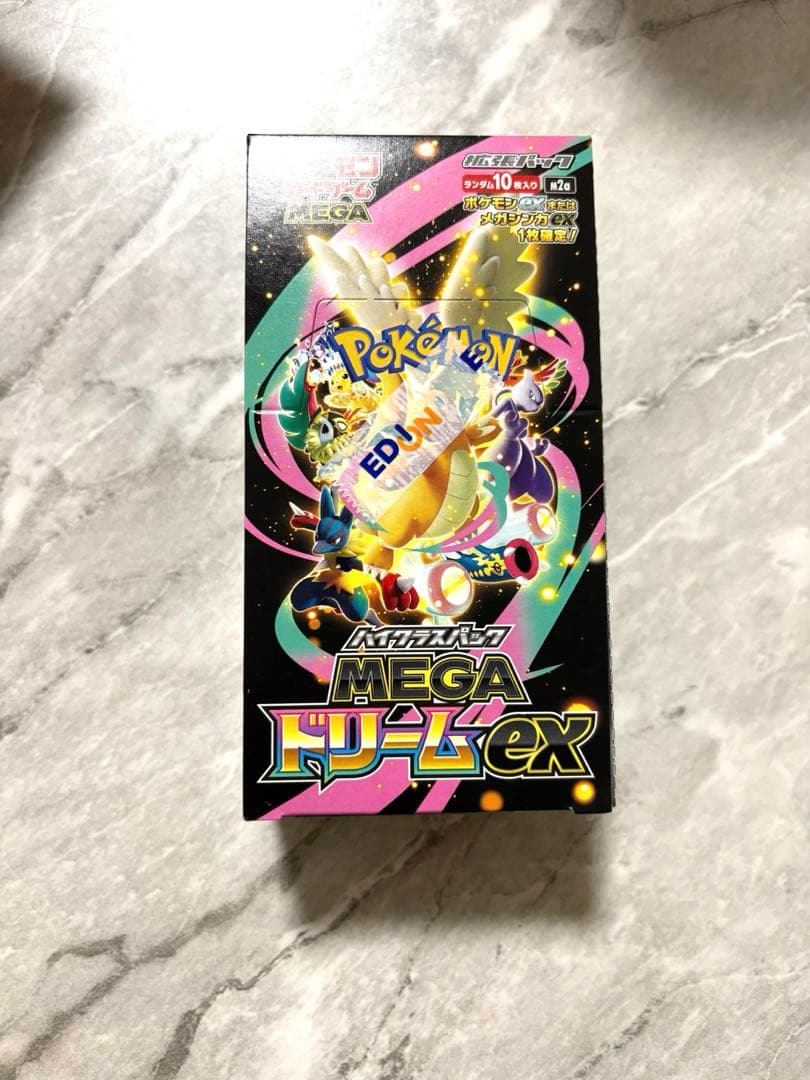 ポケモン
カードゲーム
MEGA
拡張パック
ランダム10枚入り
M2a
ポケモンexまたは
メガシンカex
1枚確定!
POKÉMON
EDION
ハイクラスパック
MEGA
ドリームex